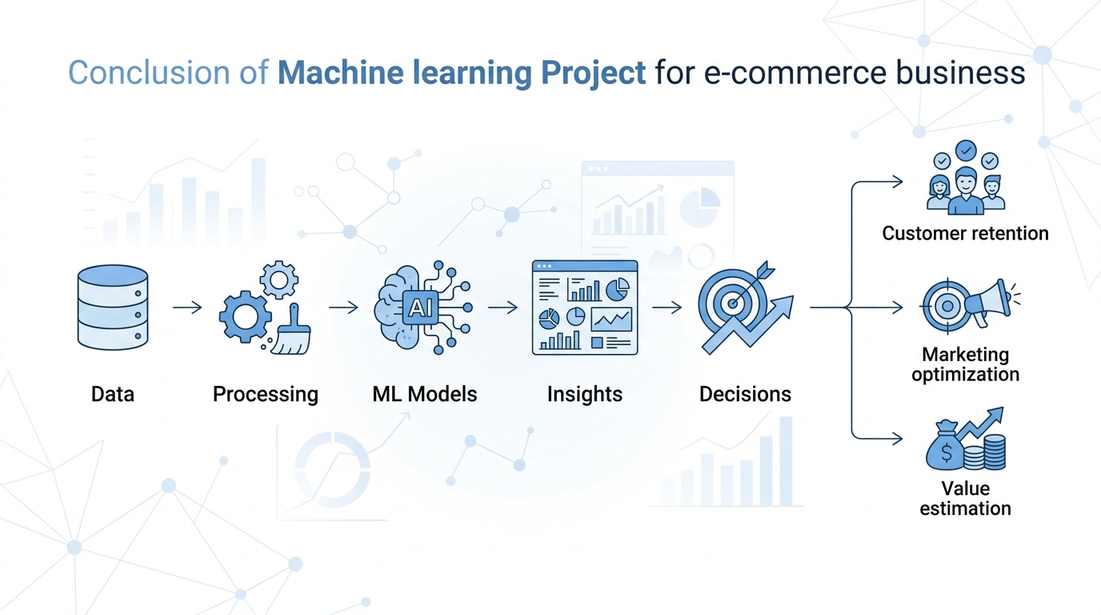 Conclusion of Machine learning Project for e-commerce business
Customer retention
AI
$
Data
Processing
ML Models
Insights
Decisions
Marketing
optimization
Value
estimation